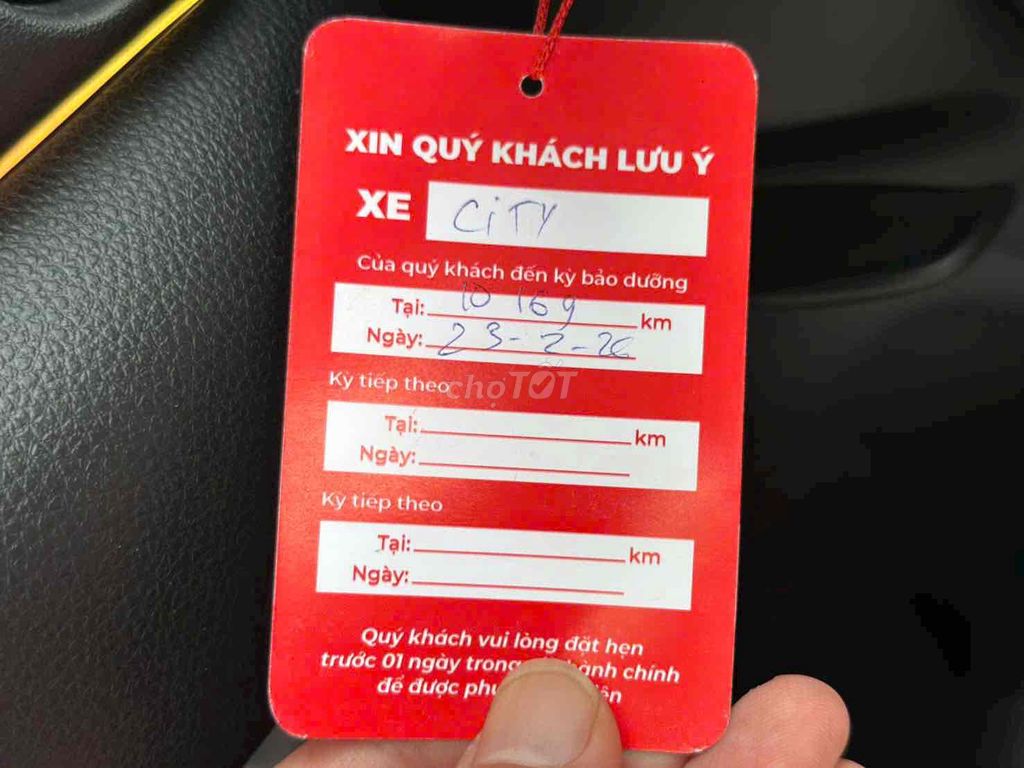 XIN QUÝ KHÁCH LƯU Ý
XE CiTY
Của quý khách đến kỳ bảo dưỡng
Tại: 10 169 km
Ngày: 23-2-26
chợTỐT
Kỳ tiếp theo
Tại: km
Ngày:
Kỳ tiếp theo
Tại: km
Ngày:
Quý khách vui lòng đặt hẹn
trước 01 ngày trong chính
để được